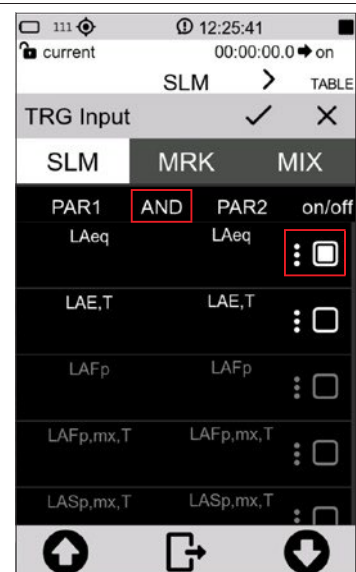 111 12:25:41
current 00:00:00.0 on
SLM > TABLE
TRG Input
SLM MRK MIX
PAR1 AND PAR2 on/off
LAeq LAeq
LAE,T LAE,T
LAFp LAFp
LAFp,mx,T LAFp,mx,T
LASp,mx,T LASp,mx,T